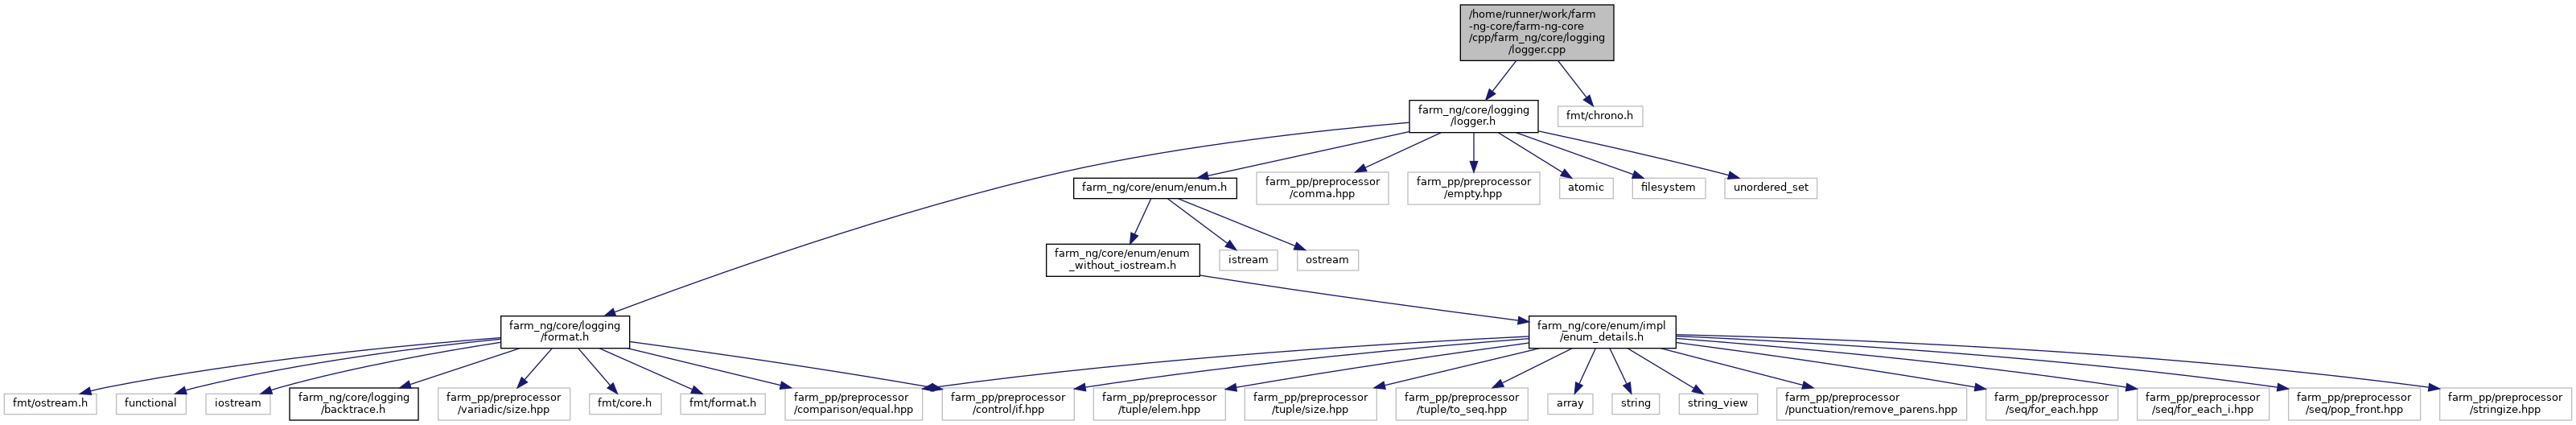 /home/runner/work/farm
-ng-core/farm-ng-core
/cpp/farm_ng/core/logging
/logger.cpp
farm_ng/core/logging
/logger.h
fmt/chrono.h
farm_ng/core/enum/enum.h
farm_pp/preprocessor
/comma.hpp
farm_pp/preprocessor
/empty.hpp
atomic
filesystem
unordered_set
farm_ng/core/enum/enum
_without_iostream.h
istream
ostream
farm_ng/core/logging
/format.h
farm_ng/core/enum/impl
/enum_details.h
fmt/ostream.h
functional
iostream
farm_ng/core/logging
/backtrace.h
farm_pp/preprocessor
/variadic/size.hpp
fmt/core.h
fmt/format.h
farm_pp/preprocessor
/comparison/equal.hpp
farm_pp/preprocessor
/control/if.hpp
farm_pp/preprocessor
/tuple/elem.hpp
farm_pp/preprocessor
/tuple/size.hpp
farm_pp/preprocessor
/tuple/to_seq.hpp
array
string
string_view
farm_pp/preprocessor
/punctuation/remove_parens.hpp
farm_pp/preprocessor
/seq/for_each.hpp
farm_pp/preprocessor
/seq/for_each_i.hpp
farm_pp/preprocessor
/seq/pop_front.hpp
farm_pp/preprocessor
/stringize.hpp